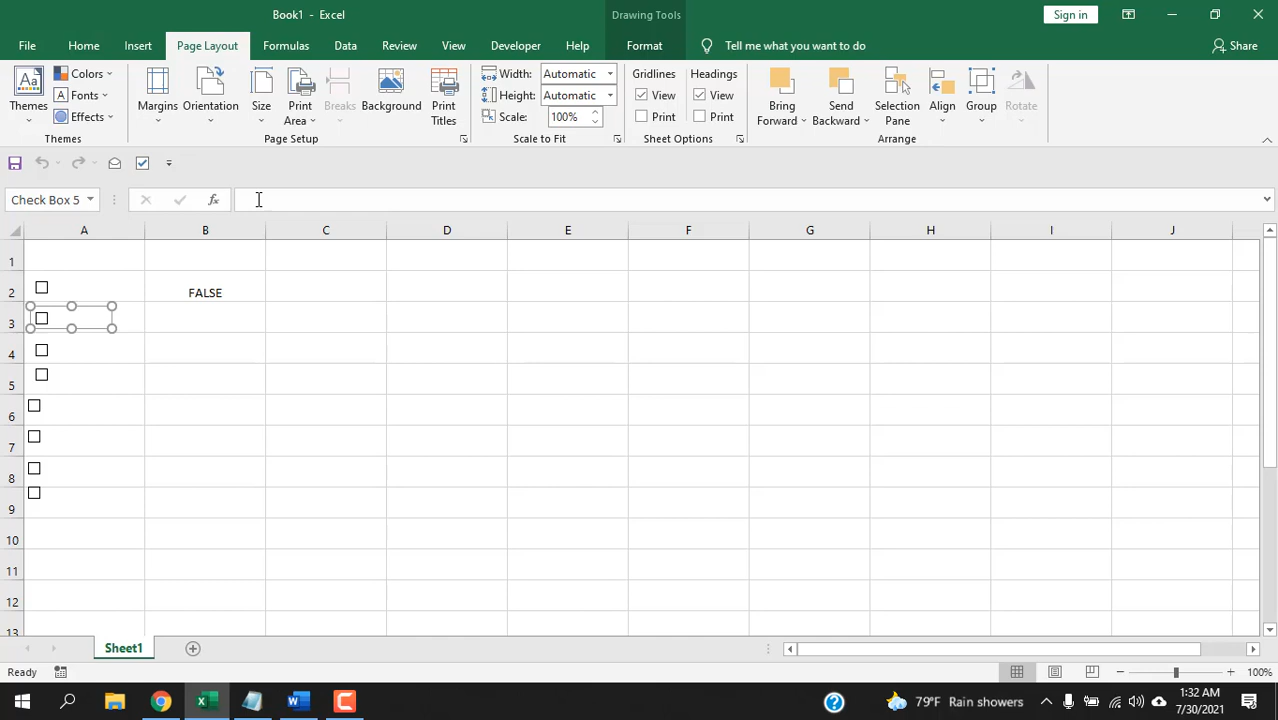 Book1 - Excel
Drawing Tools
Sign in
File
Home
Insert
Page Layout
Formulas
Data
Review
View
Developer
Help
Format
Tell me what you want to do
Share
Themes
Colors
Fonts
Effects
Themes
Margins
Orientation
Size
Print Area
Breaks
Background
Print Titles
Page Setup
Width: Automatic
Height: Automatic
Scale: 100%
Scale to Fit
Gridlines
View
Print
Headings
View
Print
Sheet Options
Bring Forward
Send Backward
Selection Pane
Align
Group
Rotate
Arrange
Check Box 5
fx
A B C D E F G H I J
1
2 FALSE
3
4
5
6
7
8
9
10
11
12
13
Sheet1
Ready
100%
79°F Rain showers
1:32 AM
7/30/2021